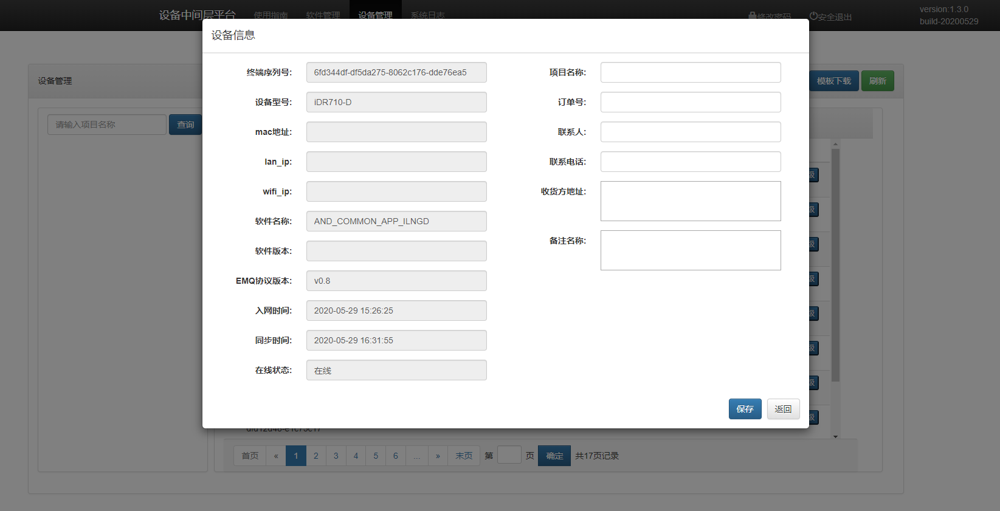 设备中间层平台 使用指南 软件管理 设备管理 系统日志 修改密码 安全退出 version:1.3.0
build-20200529
设备信息
设备管理
模板下载 刷新
请输入项目名称 查询
终端序列号: 6fd344df-df5da275-8062c176-dde76ea5
设备型号: iDR710-D
mac地址:
lan_ip:
wifi_ip:
软件名称: AND_COMMON_APP_ILNGD
软件版本:
EMQ协议版本: v0.8
入网时间: 2020-05-29 15:26:25
同步时间: 2020-05-29 16:31:55
在线状态: 在线
项目名称:
订单号:
联系人:
联系电话:
收货方地址:
备注名称:
级
级
级
级
级
级
级
级
保存 返回
首页 « 1 2 3 4 5 6 ... » 末页 第 页 确定 共17页记录